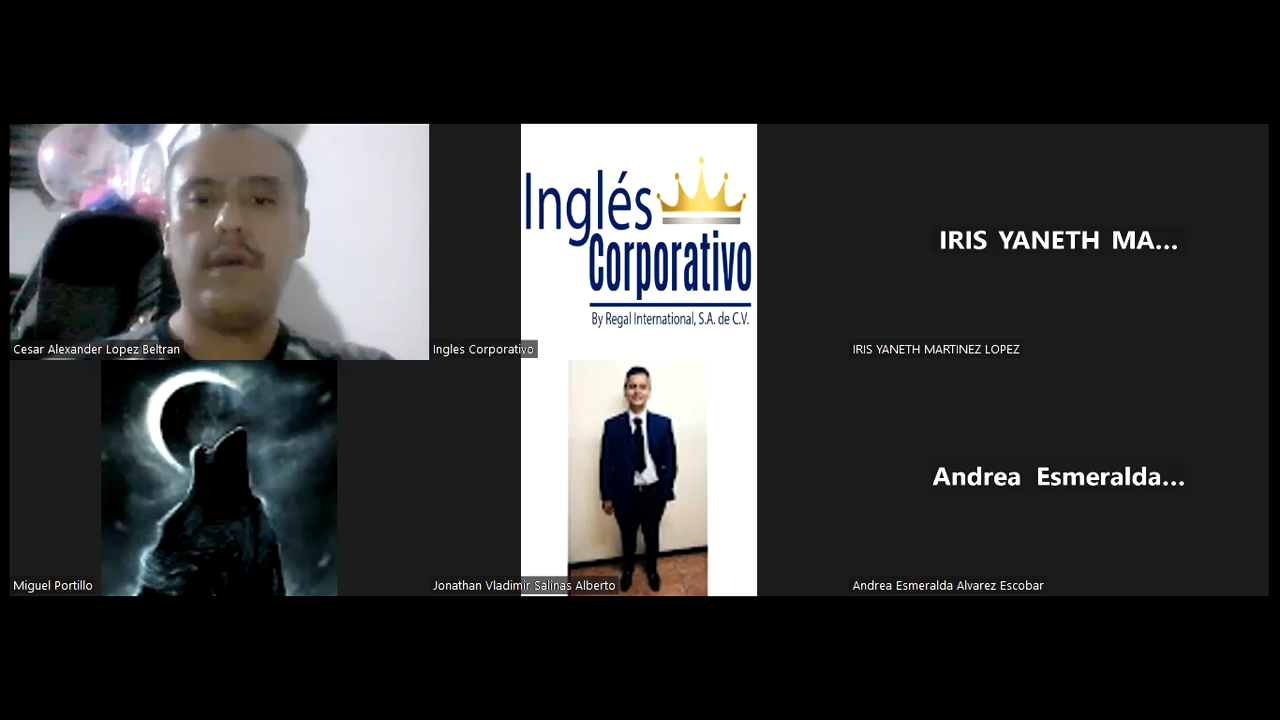 Inglés
Corporativo
By Regal International, S.A. de C.V.
IRIS YANETH MA...
Cesar Alexander Lopez Beltran
Ingles Corporativo
IRIS YANETH MARTINEZ LOPEZ
Andrea Esmeralda...
Miguel Portillo
Jonathan Vladimir Salinas Alberto
Andrea Esmeralda Alvarez Escobar